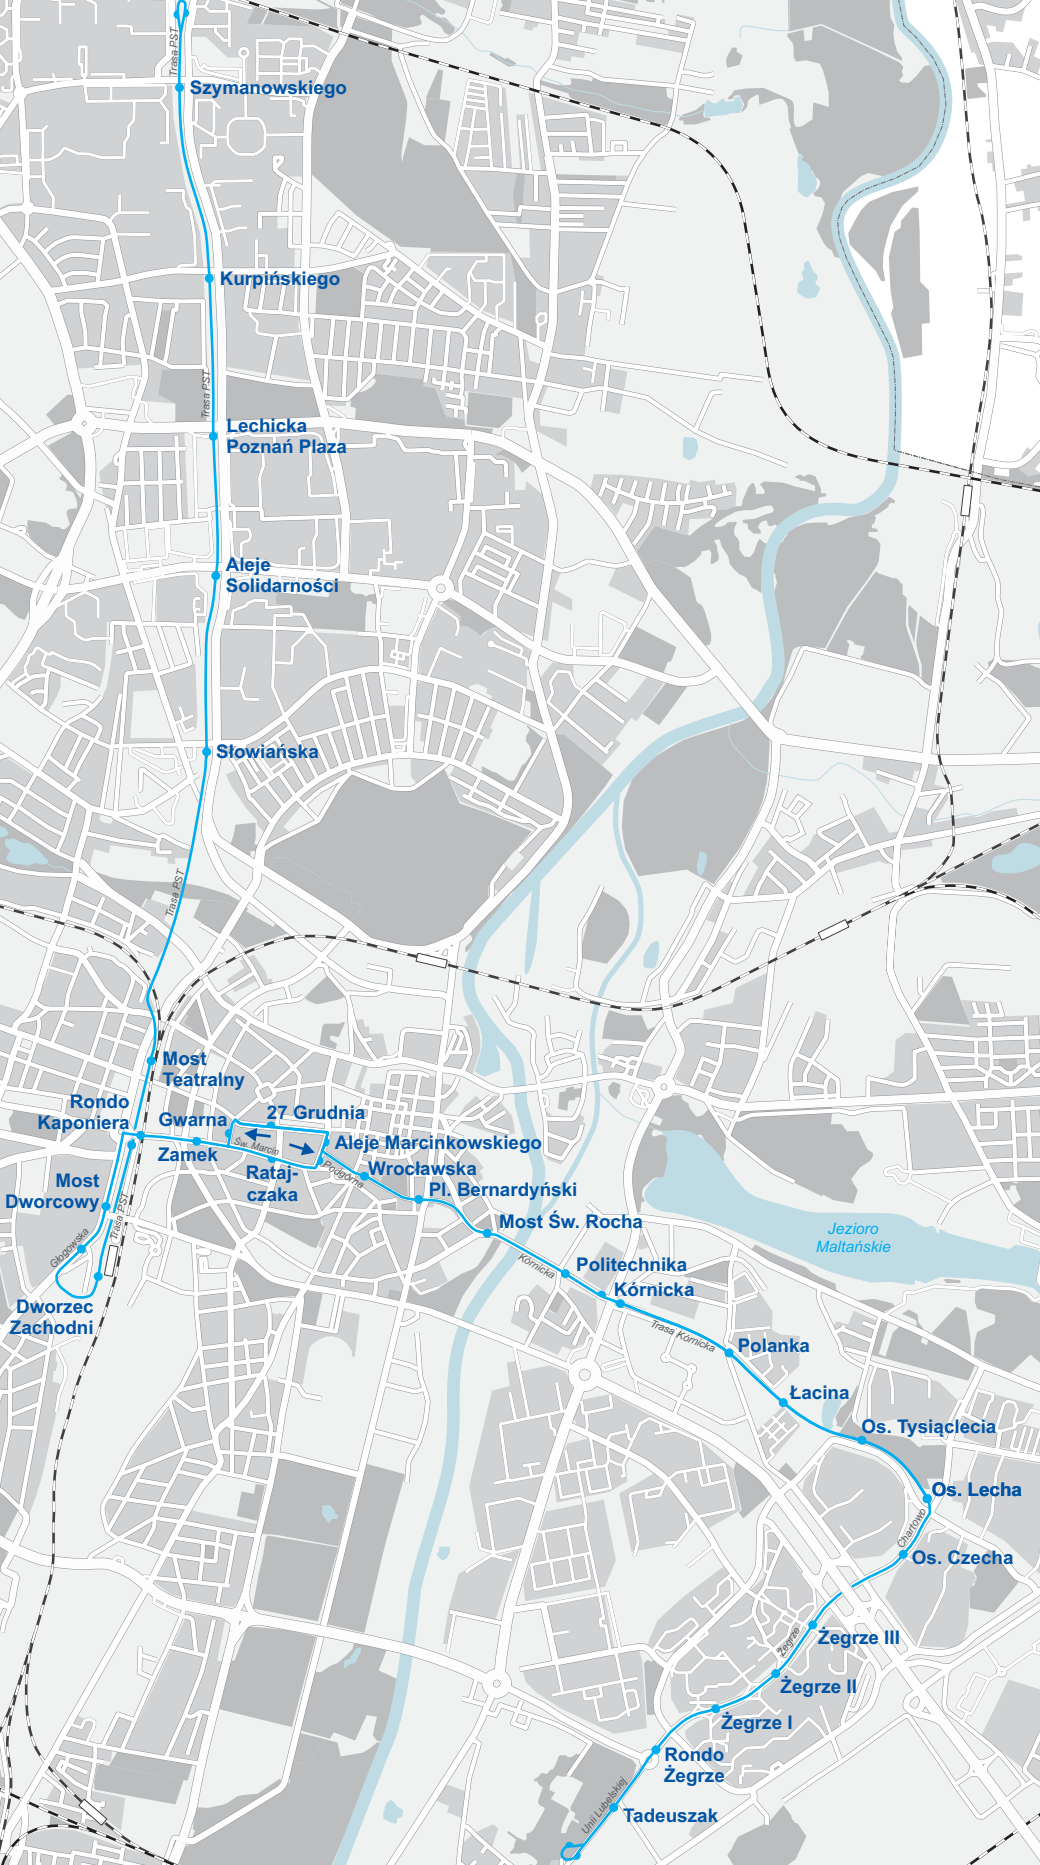 Trasa PST
Szymanowskiego
Kurpińskiego
Trasa PST
Lechicka
Poznań Plaza
Aleje
Solidarności
Słowiańska
Trasa PST
Most
Teatralny
Rondo
Kaponiera
Gwarna
27 Grudnia
Św. Marcin
Zamek
Aleje Marcinkowskiego
Rataj-
czaka
Podgórna
Wrocławska
Pl. Bernardyński
Most
Dworcowy
Trasa PST
Głogowska
Dworzec
Zachodni
Most Św. Rocha
Jezioro
Maltańskie
Kórnicka
Politechnika
Kórnicka
Trasa Kórnicka
Polanka
Łacina
Os. Tysiąclecia
Os. Lecha
Chartowo
Os. Czecha
Żegrze
Żegrze III
Żegrze II
Żegrze I
Rondo
Żegrze
Unii Lubelskiej
Tadeuszak